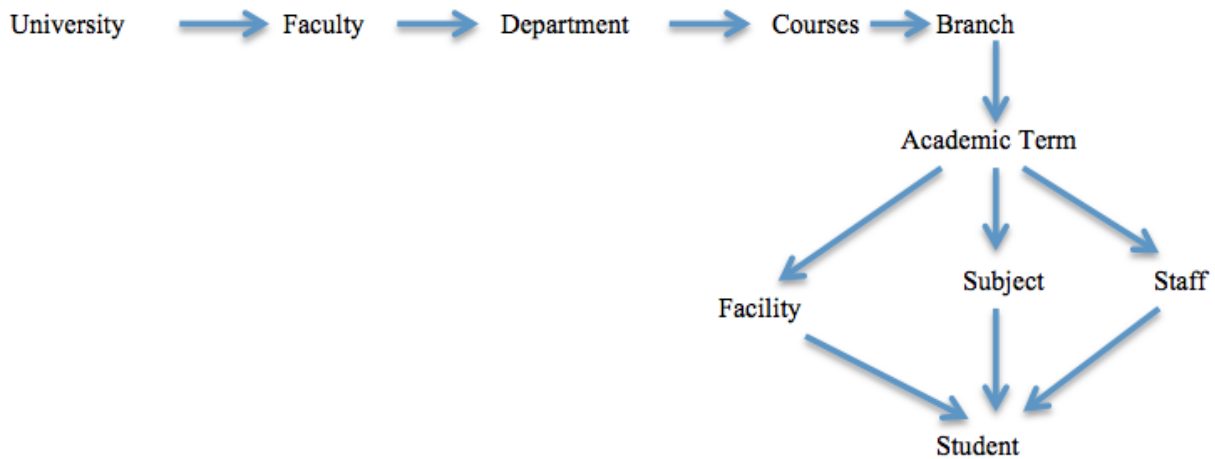 University Faculty Department Courses Branch
Academic Term
Facility Subject Staff
Student